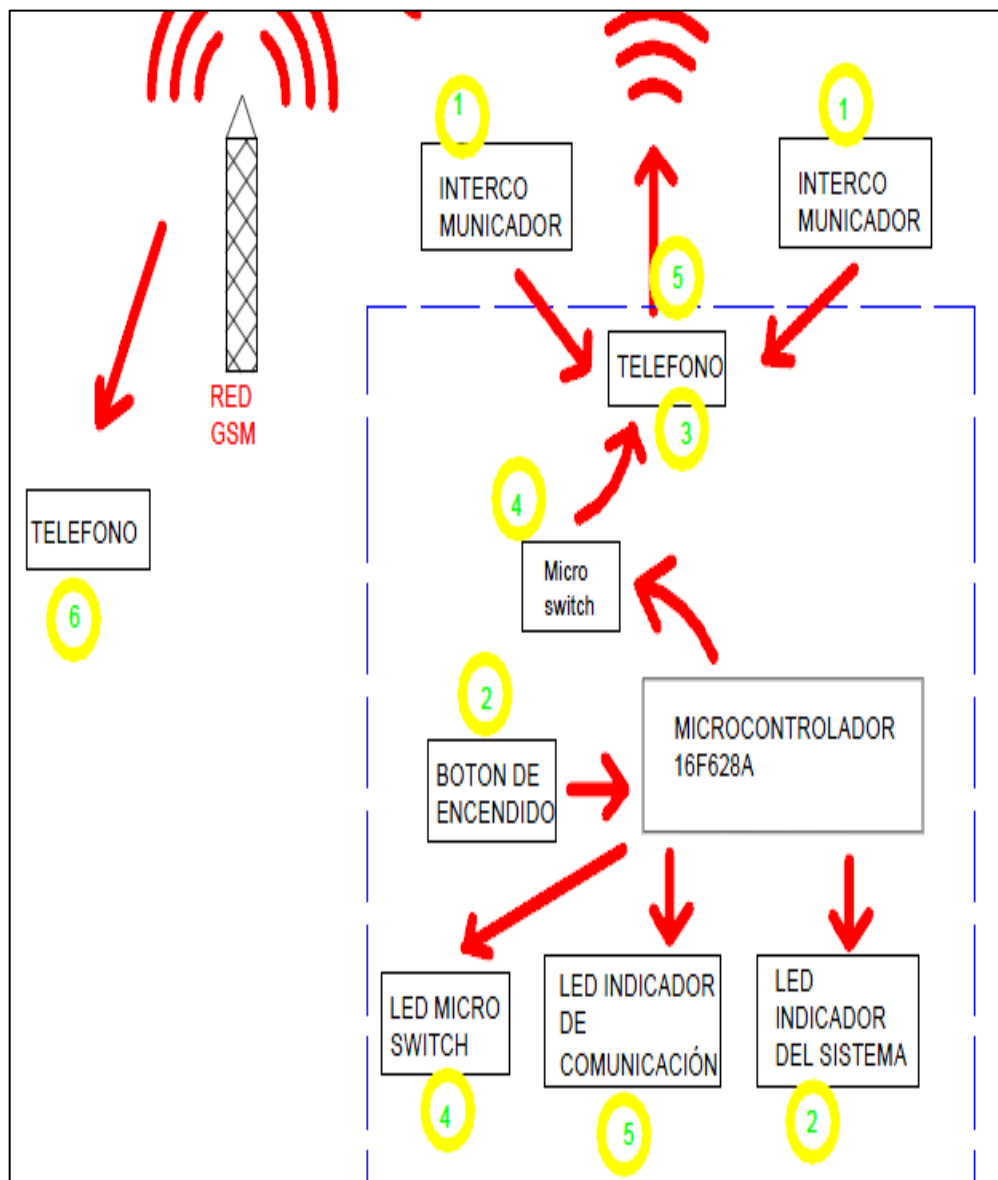 1
INTERCO
MUNICADOR
1
INTERCO
MUNICADOR
5
TELEFONO
3
RED
GSM
4
Micro
switch
TELEFONO
6
2
BOTON DE
ENCENDIDO
MICROCONTROLADOR
16F628A
LED MICRO
SWITCH
4
LED INDICADOR
DE
COMUNICACIÓN
5
LED
INDICADOR
DEL SISTEMA
2